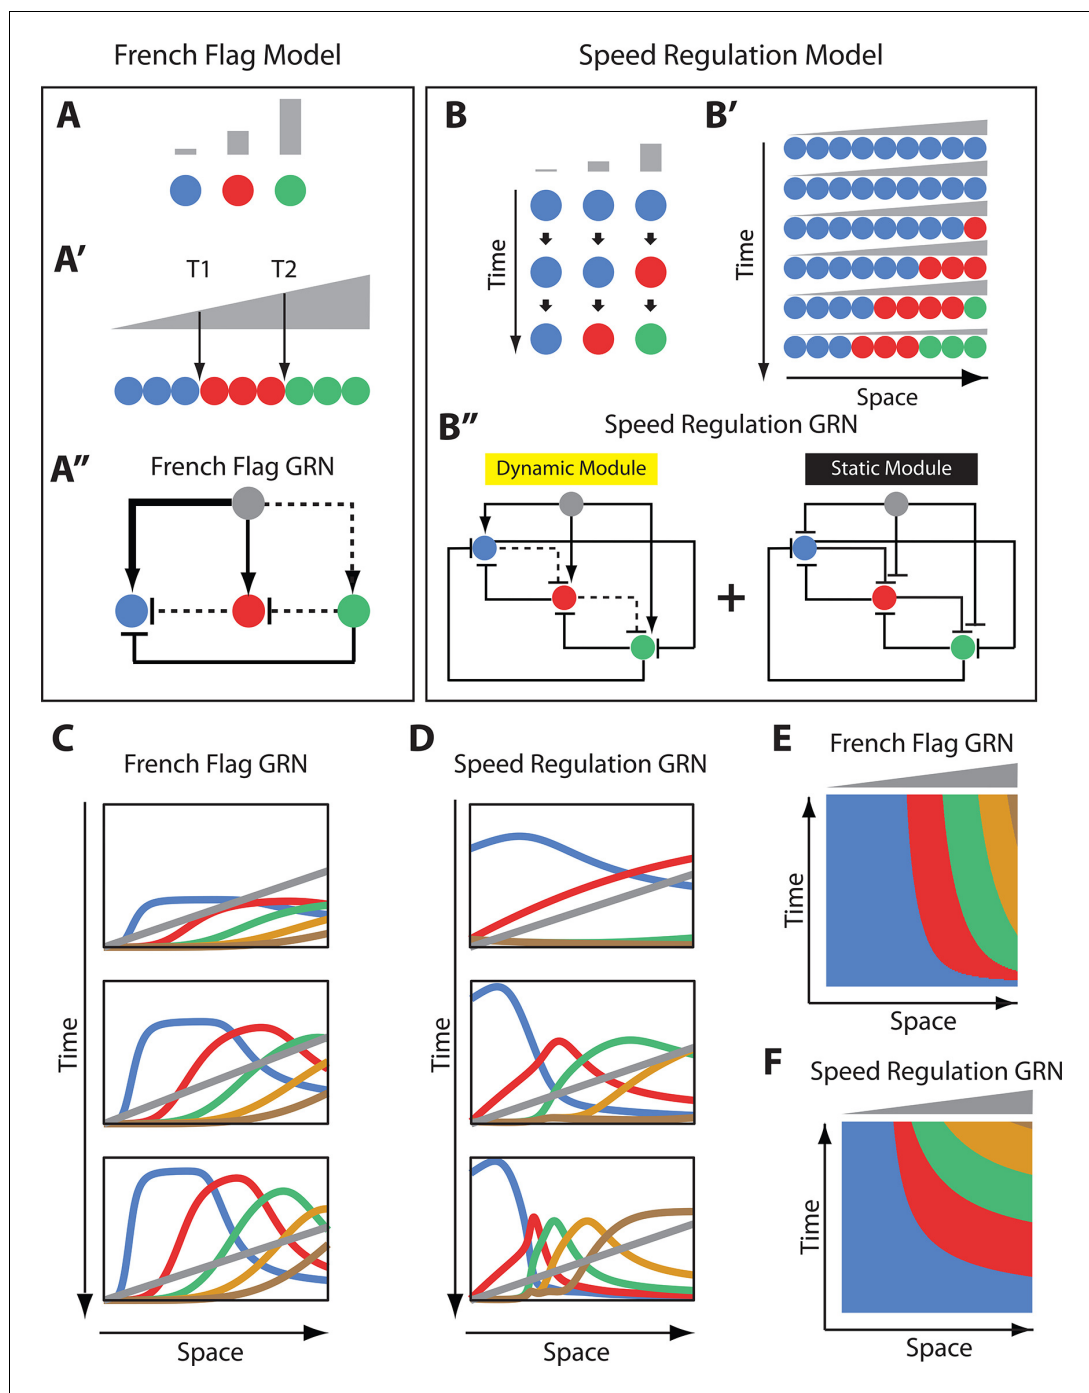 French Flag Model
Speed Regulation Model
A
B
B′
A′
T1
T2
Time
Time
Space
A″
French Flag GRN
B″
Speed Regulation GRN
Dynamic Module
Static Module
+
C
French Flag GRN
D
Speed Regulation GRN
E
French Flag GRN
Time
Space
Time
Time
F
Speed Regulation GRN
Time
Space
Space
Space